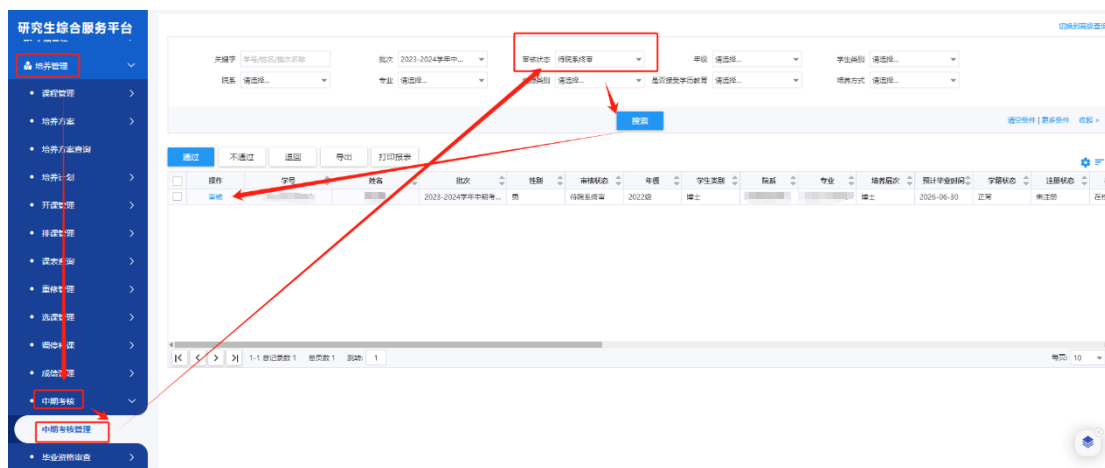 研究生综合服务平台
切换到高级查询
培养管理
关键字 学号/姓名/批次名称 批次 2023-2024学年中... 审核状态 待院系终审 年级 请选择... 学生类别 请选择...
院系 请选择... 专业 请选择... 请选择... 是否接受学历教育 请选择... 培养方式 请选择...
课程管理
搜索
清空条件 | 更多条件 收起 >
培养方案
培养方案查询
通过 不通过 退回 导出 打印报表
培养计划
操作 学号 姓名 批次 性别 审核状态 年级 学生类别 院系 专业 培养层次 预计毕业时间 学籍状态 注册状态
审核 2023-2024学年中期考... 男 待院系终审 2022级 博士 博士 2026-06-30 正常 未注册
开课管理
排课管理
课表查询
重修管理
选课管理
K < > >| 1-1 总记录数 1 总页数 1 跳转: 1 每页: 10
成绩管理
中期考核
中期考核管理
毕业资格审查